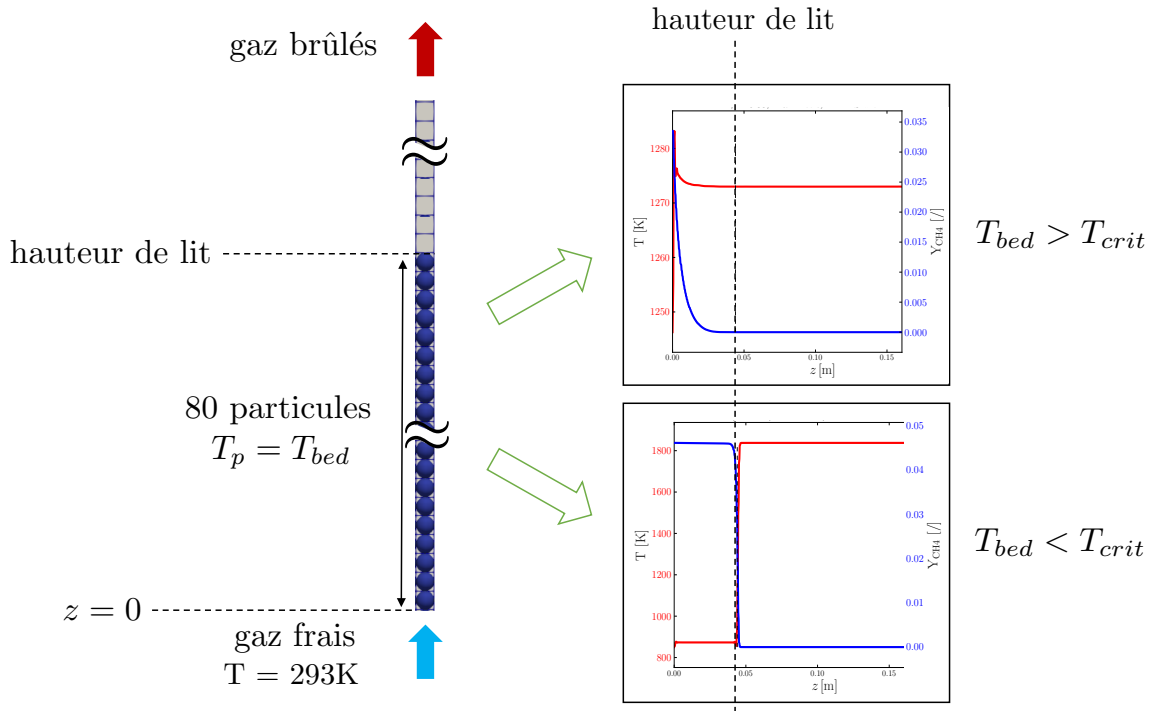 gaz brûlés
hauteur de lit
80 particules
T_p = T_bed
z = 0
gaz frais
T = 293K
hauteur de lit
1280
1270
1260
1250
T [K]
0.035
0.030
0.025
0.020
0.015
0.010
0.005
0.000
Y_CH4 [/]
0.00
0.05
0.10
0.15
z [m]
T_bed > T_crit
1800
1600
1400
1200
1000
800
T [K]
0.05
0.04
0.03
0.02
0.01
0.00
Y_CH4 [/]
0.00
0.05
0.10
0.15
z [m]
T_bed < T_crit